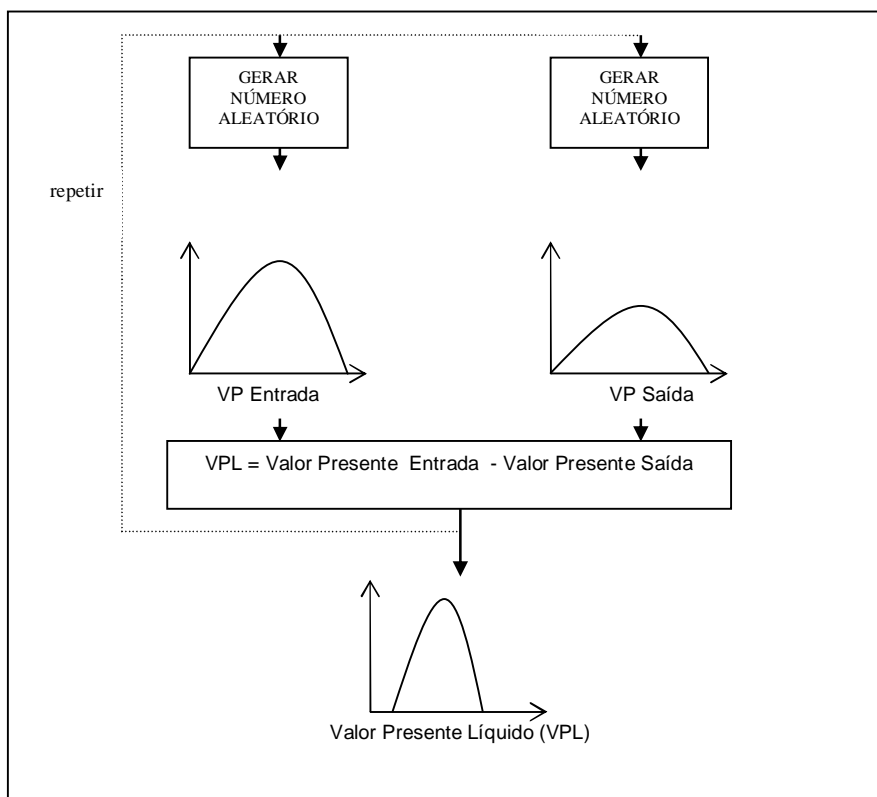 GERAR
NÚMERO
ALEATÓRIO
GERAR
NÚMERO
ALEATÓRIO
repetir
VP Entrada
VP Saída
VPL = Valor Presente Entrada - Valor Presente Saída
Valor Presente Líquido (VPL)